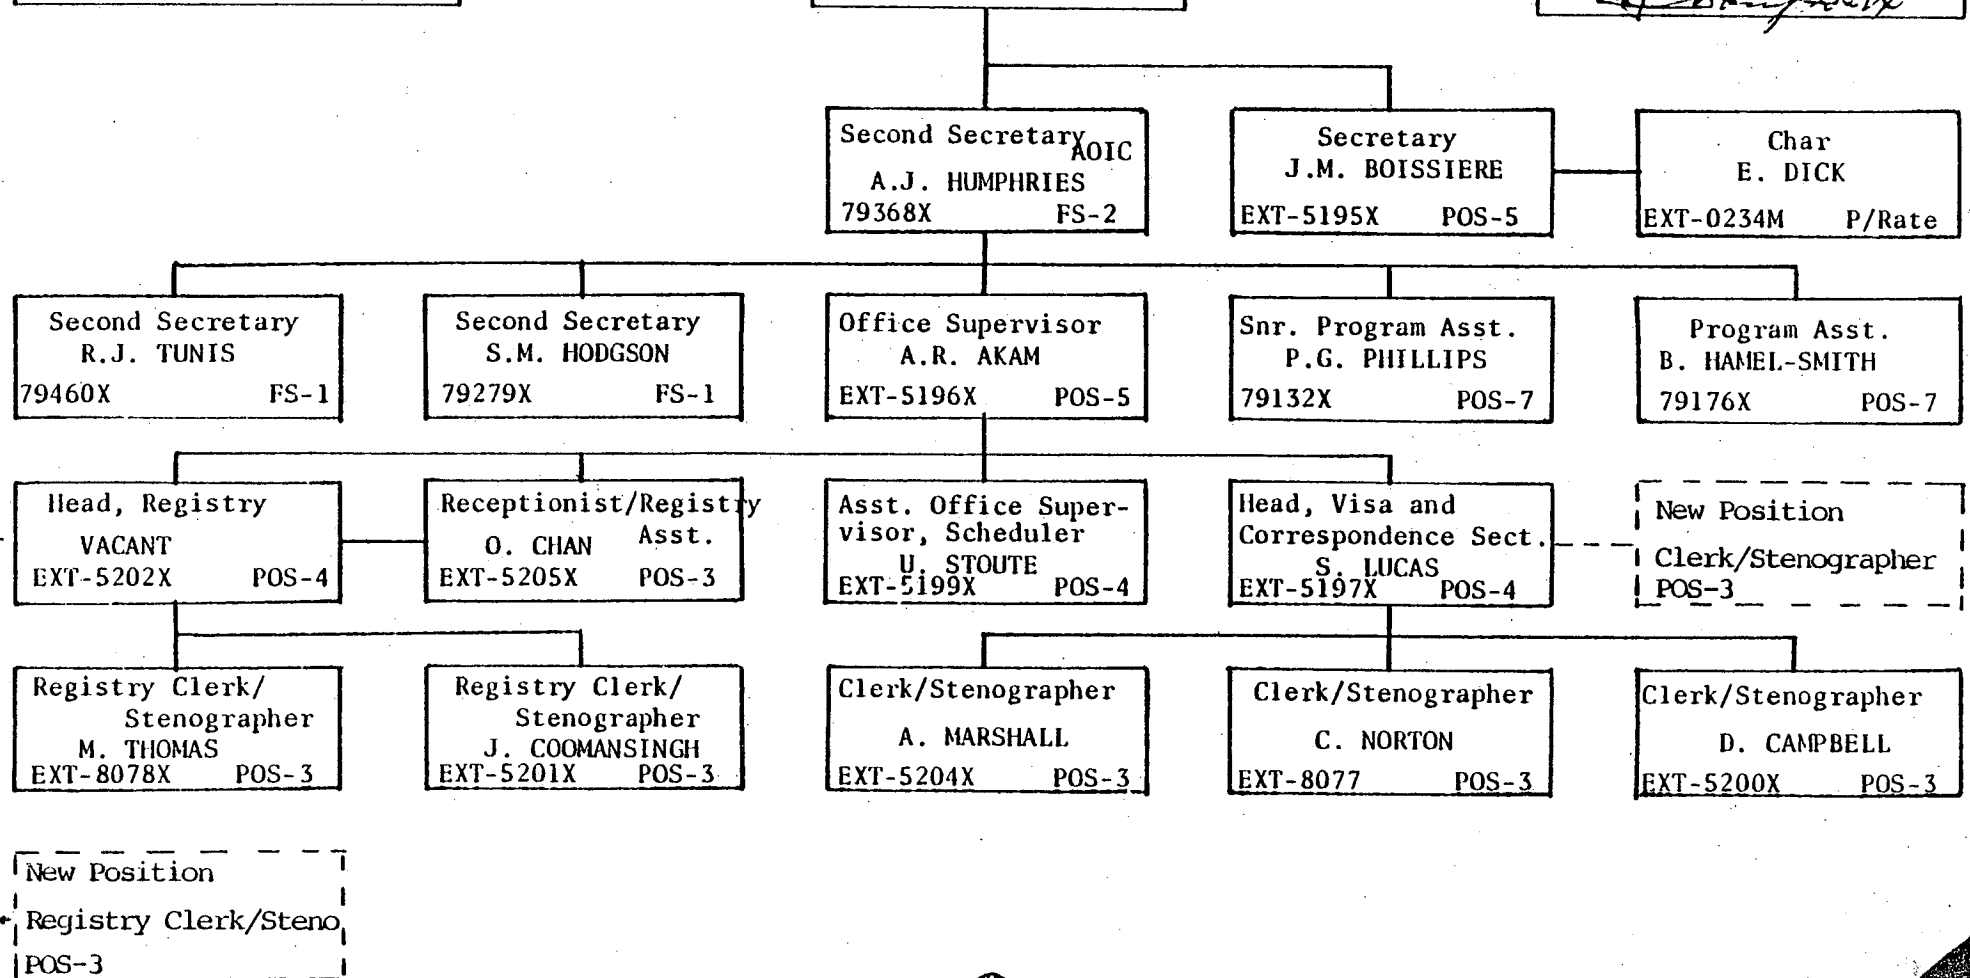 Second Secretary
AOIC
A.J. HUMPHRIES
79368X FS-2
Secretary
J.M. BOISSIERE
EXT-5195X POS-5
Char
E. DICK
EXT-0234M P/Rate
Second Secretary
R.J. TUNIS
79460X FS-1
Second Secretary
S.M. HODGSON
79279X FS-1
Office Supervisor
A.R. AKAM
EXT-5196X POS-5
Snr. Program Asst.
P.G. PHILLIPS
79132X POS-7
Program Asst.
B. HAMEL-SMITH
79176X POS-7
Head, Registry
VACANT
EXT-5202X POS-4
Receptionist/Registry
O. CHAN Asst.
EXT-5205X POS-3
Asst. Office Super-
visor, Scheduler
U. STOUTE
EXT-5199X POS-4
Head, Visa and
Correspondence Sect.
S. LUCAS
EXT-5197X POS-4
New Position
Clerk/Stenographer
POS-3
Registry Clerk/
Stenographer
M. THOMAS
EXT-8078X POS-3
Registry Clerk/
Stenographer
J. COOMANSINGH
EXT-5201X POS-3
Clerk/Stenographer
A. MARSHALL
EXT-5204X POS-3
Clerk/Stenographer
C. NORTON
EXT-8077 POS-3
Clerk/Stenographer
D. CAMPBELL
EXT-5200X POS-3
New Position
Registry Clerk/Steno
POS-3